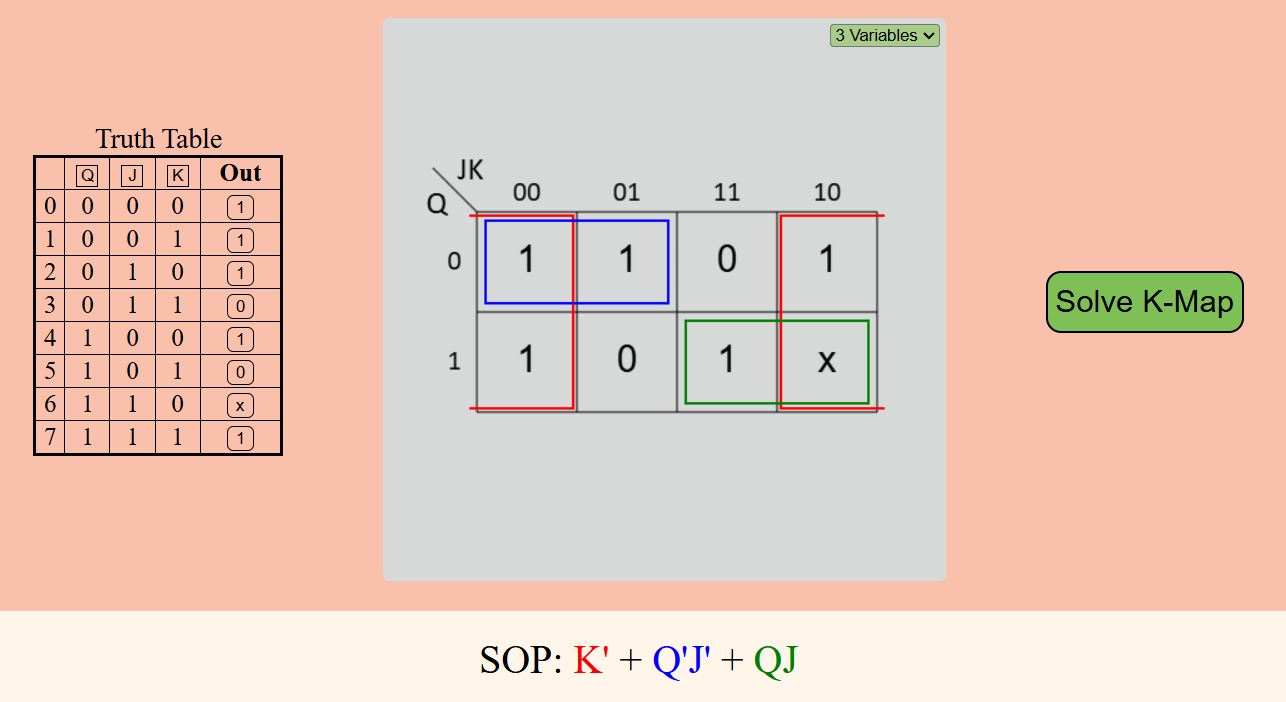 3 Variables
Truth Table
Q J K Out
0 0 0 0 1
1 0 0 1 1
2 0 1 0 1
3 0 1 1 0
4 1 0 0 1
5 1 0 1 0
6 1 1 0 x
7 1 1 1 1
JK
Q
00 01 11 10
0 1 1 0 1
1 1 0 1 x
Solve K-Map
SOP: K' + Q'J' + QJ